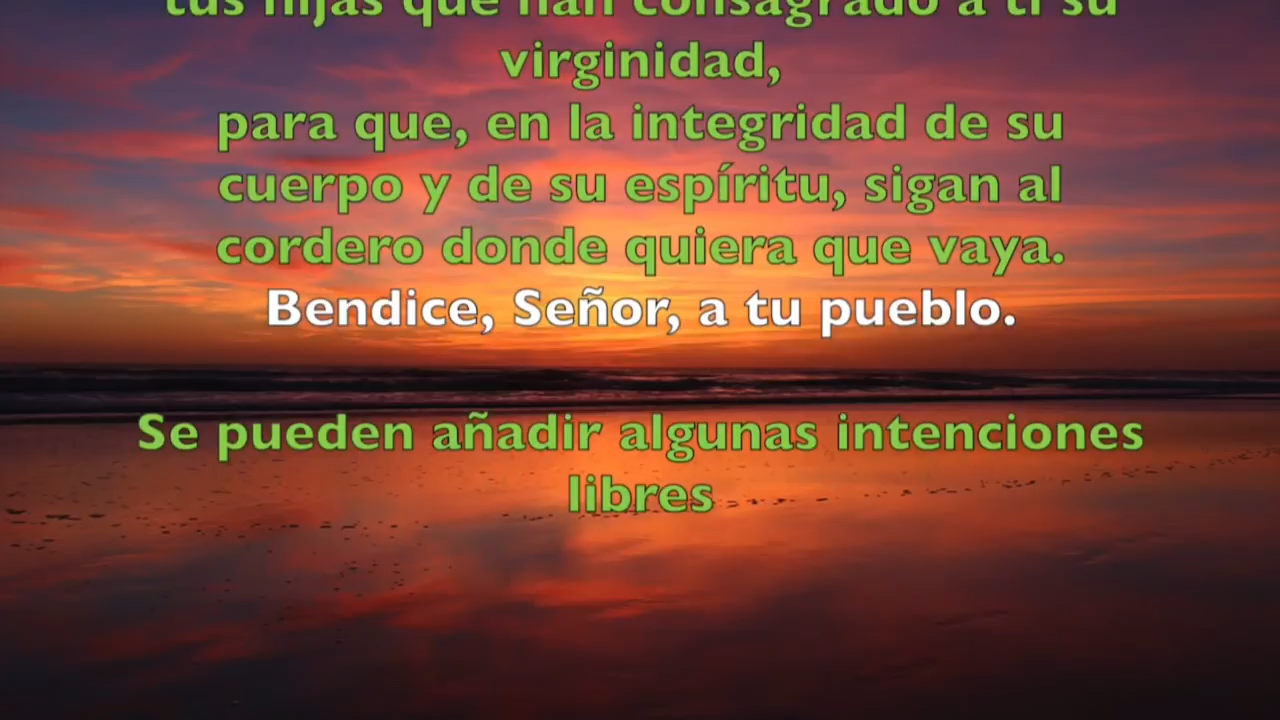 tus hijas que han consagrado a ti su
virginidad,
para que, en la integridad de su
cuerpo y de su espíritu, sigan al
cordero donde quiera que vaya.
Bendice, Señor, a tu pueblo.
Se pueden añadir algunas intenciones
libres